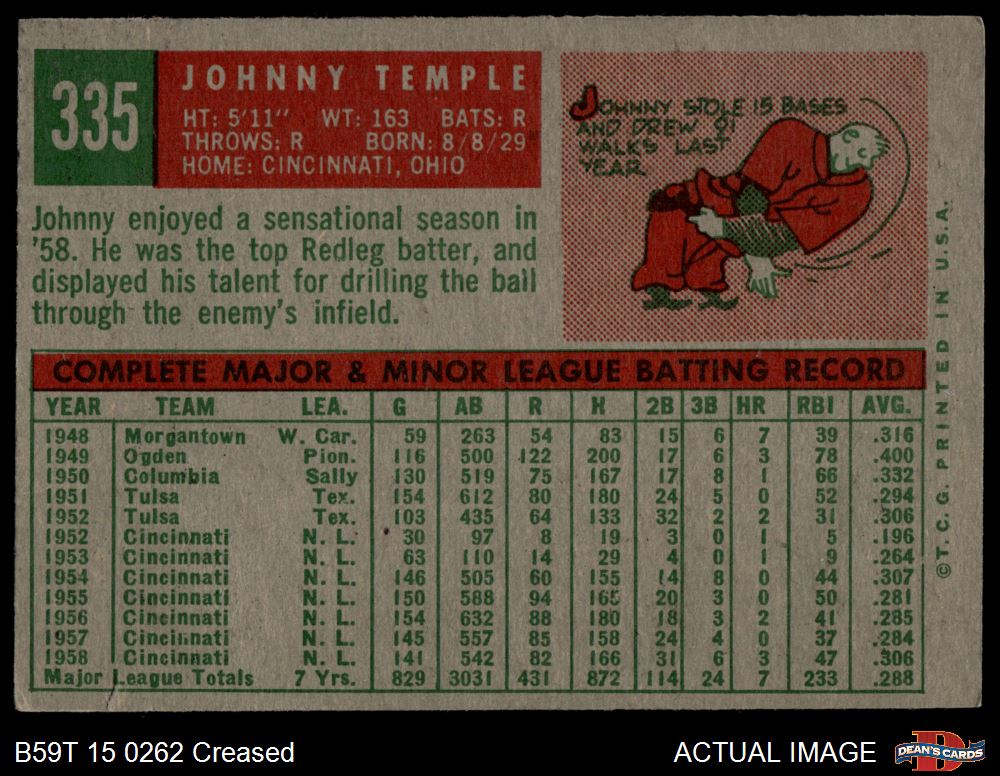 335
JOHNNY TEMPLE
HT: 5'11" WT: 163 BATS: R
THROWS: R BORN: 8/8/29
HOME: CINCINNATI, OHIO
JOHNNY STOLE 15 BASES
AND DREW 91
WALKS LAST
YEAR.
Johnny enjoyed a sensational season in
'58. He was the top Redleg batter, and
displayed his talent for drilling the ball
through the enemy's infield.
COMPLETE MAJOR & MINOR LEAGUE BATTING RECORD
YEAR TEAM LEA. G AB R H 2B 3B HR RBI AVG.
1948 Morgantown W. Car. 59 263 54 83 15 6 7 39 .316
1949 Ogden Pion. 116 500 122 200 17 6 3 78 .400
1950 Columbia Sally 130 519 75 167 17 8 1 66 .332
1951 Tulsa Tex. 154 612 80 180 24 5 0 52 .294
1952 Tulsa Tex. 103 435 64 133 32 2 2 31 .306
1952 Cincinnati N. L. 30 97 8 19 3 0 1 5 .196
1953 Cincinnati N. L. 63 110 14 29 4 0 1 9 .264
1954 Cincinnati N. L. 146 505 60 155 14 8 0 44 .307
1955 Cincinnati N. L. 150 588 94 165 20 3 0 50 .281
1956 Cincinnati N. L. 154 632 88 180 18 3 2 41 .285
1957 Cincinnati N. L. 145 557 85 158 24 4 0 37 .284
1958 Cincinnati N. L. 141 542 82 166 31 6 3 47 .306
Major League Totals 7 Yrs. 829 3031 431 872 114 24 7 233 .288
©T. C. G. PRINTED IN U.S.A.
B59T 15 0262 Creased
ACTUAL IMAGE
DEAN'S CARDS